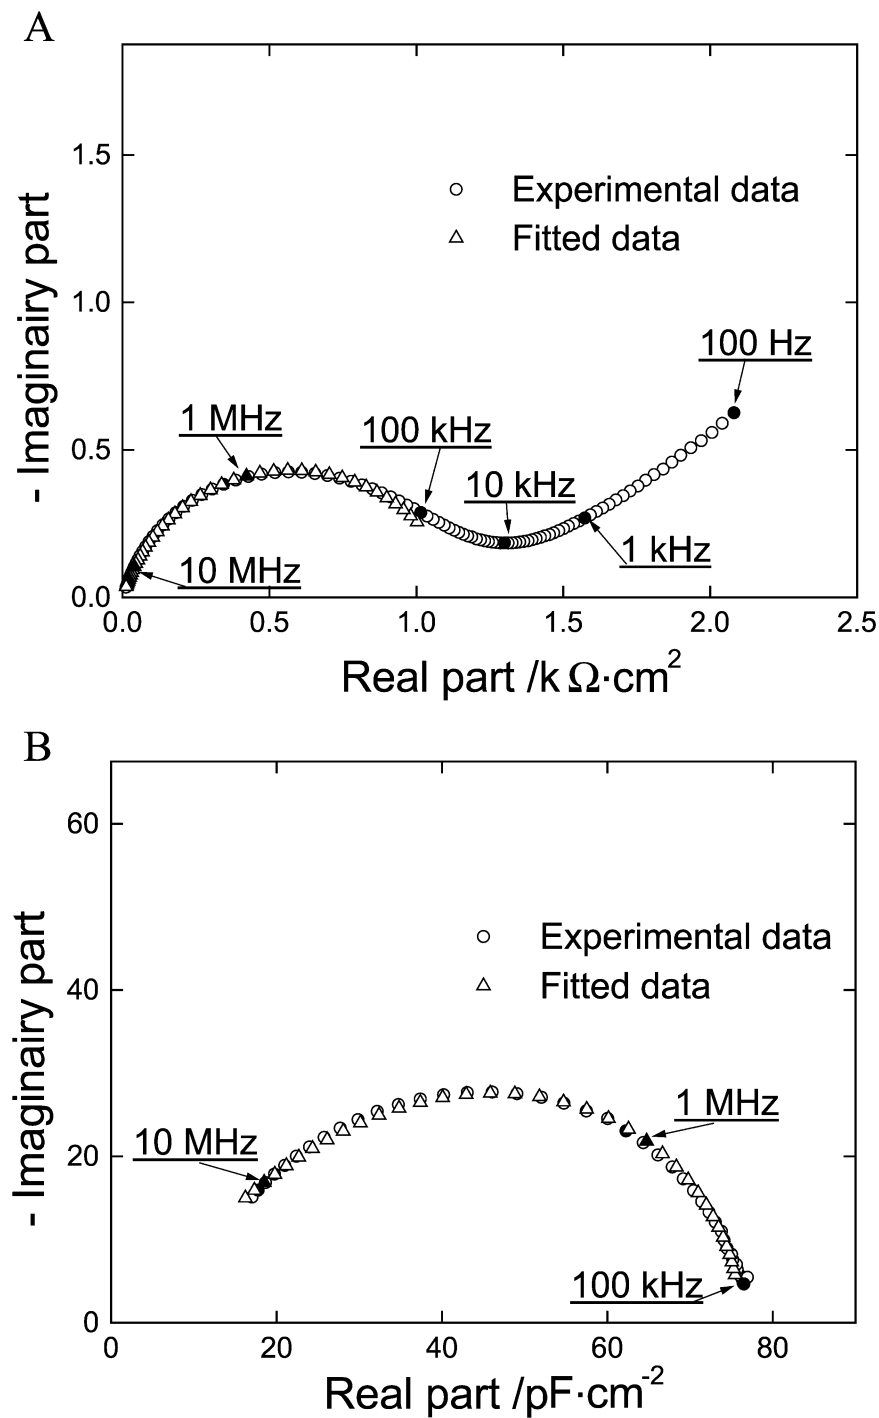 A
- Imaginairy part
1.5
1.0
0.5
0.0
Experimental data
Fitted data
100 Hz
1 MHz
100 kHz
10 kHz
1 kHz
10 MHz
0.0 0.5 1.0 1.5 2.0 2.5
Real part /k Ω·cm²
B
- Imaginairy part
60
40
20
0
Experimental data
Fitted data
1 MHz
10 MHz
100 kHz
0 20 40 60 80
Real part /pF·cm⁻²